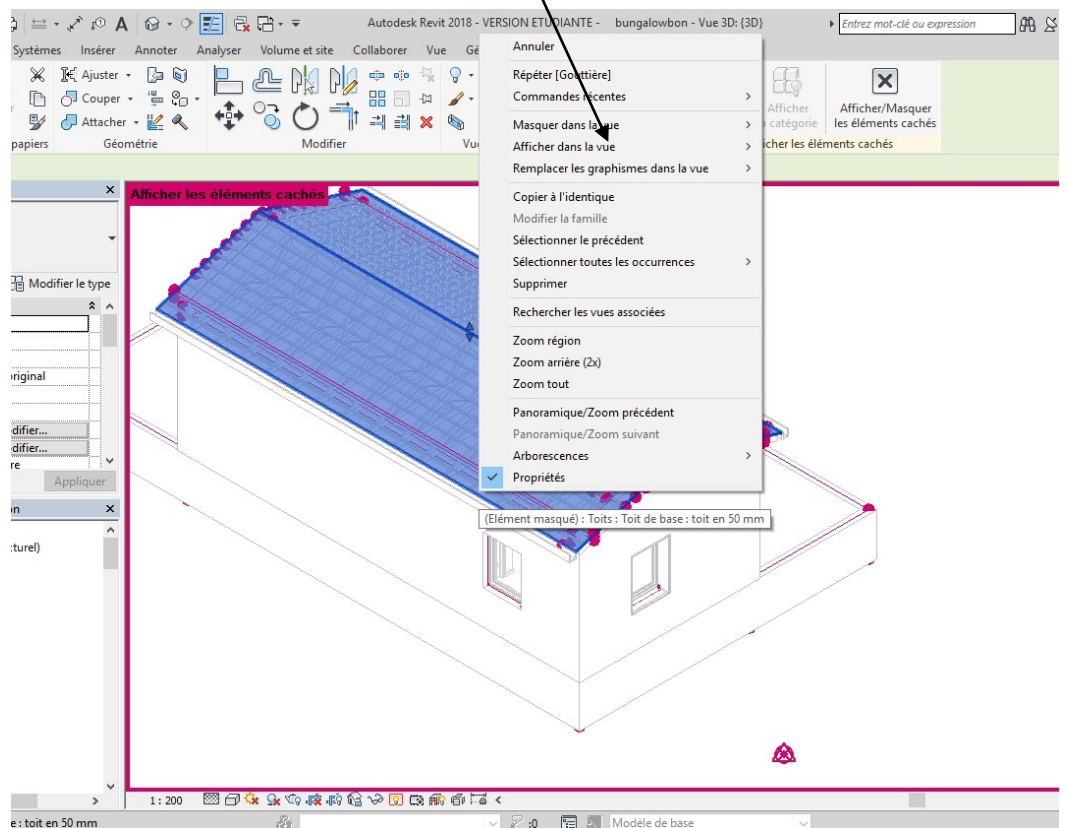 A
Autodesk Revit 2018 - VERSION ETUDIANTE - bungalowbon - Vue 3D: {3D}
Entrez mot-clé ou expression
Systèmes Insérer Annoter Analyser Volume et site Collaborer Vue Gé
Ajuster
Couper
Attacher
Afficher
catégorie
Afficher/Masquer
les éléments cachés
papiers Géométrie Modifier Vu
icher les éléments cachés
Annuler
Répéter [Gouttière]
Commandes récentes
Masquer dans la vue
Afficher dans la vue
Remplacer les graphismes dans la vue
Copier à l'identique
Modifier la famille
Sélectionner le précédent
Sélectionner toutes les occurrences
Supprimer
Rechercher les vues associées
Zoom région
Zoom arrière (2x)
Zoom tout
Panoramique/Zoom précédent
Panoramique/Zoom suivant
Arborescences
Propriétés
Afficher les éléments cachés
Modifier le type
original
difier...
difier...
re
Appliquer
on
turel)
(Elément masqué) : Toits : Toit de base : toit en 50 mm
1 : 200
e : toit en 50 mm
:0
Modèle de base